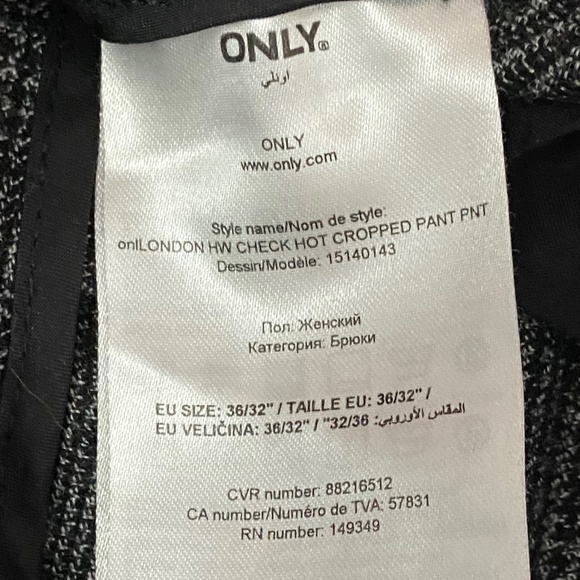 ONLY®
اونلي
ONLY
www.only.com
Style name/Nom de style:
onlLONDON HW CHECK HOT CROPPED PANT PNT
Dessin/Modèle: 15140143
Пол: Женский
Категория: Брюки
EU SIZE: 36/32" / TAILLE EU: 36/32" /
EU VELIČINA: 36/32" / "32/36 :المقاس الأوروبي
CVR number: 88216512
CA number/Numéro de TVA: 57831
RN number: 149349